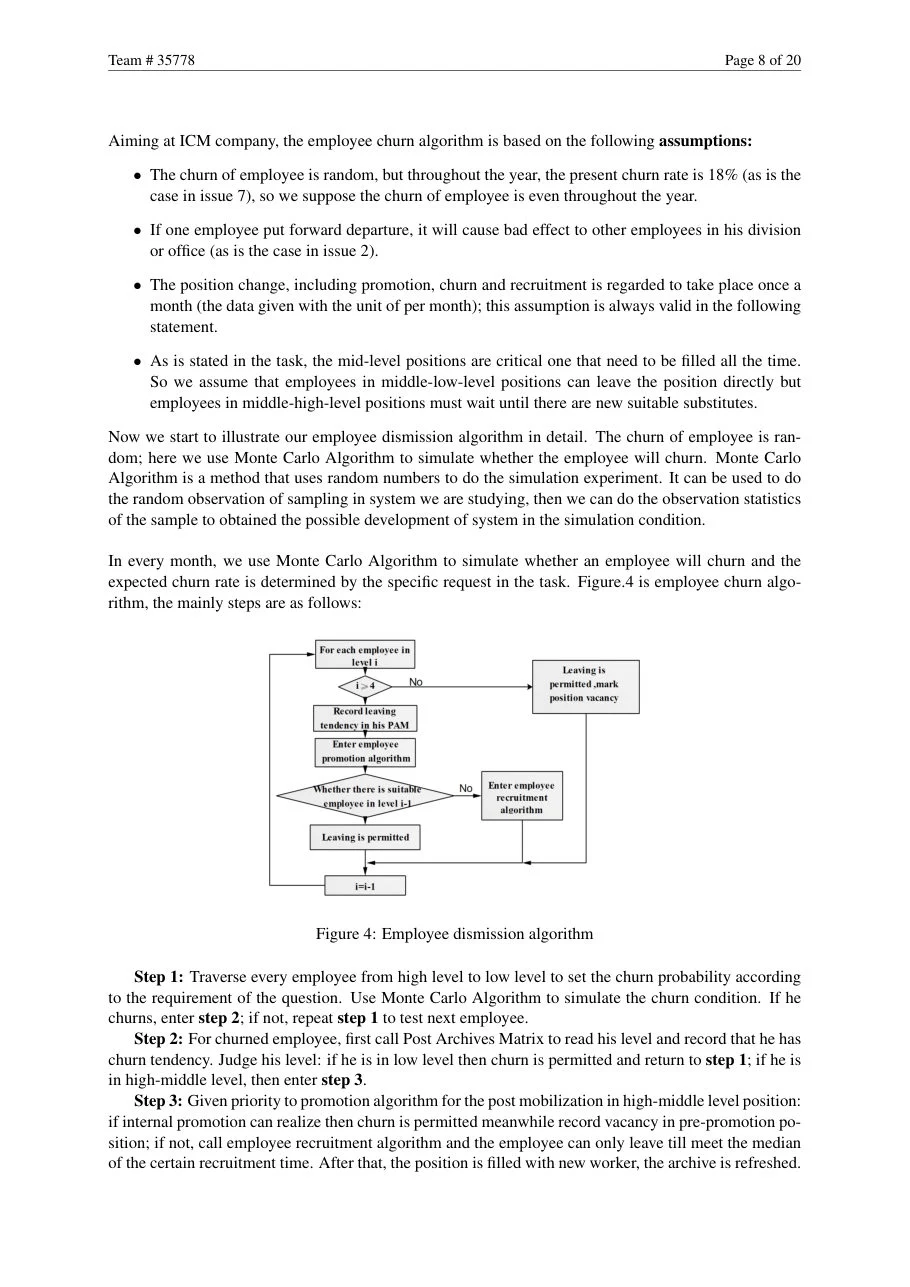 Team # 35778
Page 8 of 20
Aiming at ICM company, the employee churn algorithm is based on the following assumptions:
• The churn of employee is random, but throughout the year, the present churn rate is 18% (as is the
case in issue 7), so we suppose the churn of employee is even throughout the year.
• If one employee put forward departure, it will cause bad effect to other employees in his division
or office (as is the case in issue 2).
• The position change, including promotion, churn and recruitment is regarded to take place once a
month (the data given with the unit of per month); this assumption is always valid in the following
statement.
• As is stated in the task, the mid-level positions are critical one that need to be filled all the time.
So we assume that employees in middle-low-level positions can leave the position directly but
employees in middle-high-level positions must wait until there are new suitable substitutes.
Now we start to illustrate our employee dismission algorithm in detail. The churn of employee is ran-
dom; here we use Monte Carlo Algorithm to simulate whether the employee will churn. Monte Carlo
Algorithm is a method that uses random numbers to do the simulation experiment. It can be used to do
the random observation of sampling in system we are studying, then we can do the observation statistics
of the sample to obtained the possible development of system in the simulation condition.
In every month, we use Monte Carlo Algorithm to simulate whether an employee will churn and the
expected churn rate is determined by the specific request in the task. Figure.4 is employee churn algo-
rithm, the mainly steps are as follows:
For each employee in
level i
i ⩾ 4
No
Leaving is
permitted ,mark
position vacancy
Record leaving
tendency in his PAM
Enter employee
promotion algorithm
Whether there is suitable
employee in level i-1
No
Enter employee
recruitment
algorithm
Leaving is permitted
i=i-1
Figure 4: Employee dismission algorithm
Step 1: Traverse every employee from high level to low level to set the churn probability according
to the requirement of the question. Use Monte Carlo Algorithm to simulate the churn condition. If he
churns, enter step 2; if not, repeat step 1 to test next employee.
Step 2: For churned employee, first call Post Archives Matrix to read his level and record that he has
churn tendency. Judge his level: if he is in low level then churn is permitted and return to step 1; if he is
in high-middle level, then enter step 3.
Step 3: Given priority to promotion algorithm for the post mobilization in high-middle level position:
if internal promotion can realize then churn is permitted meanwhile record vacancy in pre-promotion po-
sition; if not, call employee recruitment algorithm and the employee can only leave till meet the median
of the certain recruitment time. After that, the position is filled with new worker, the archive is refreshed.